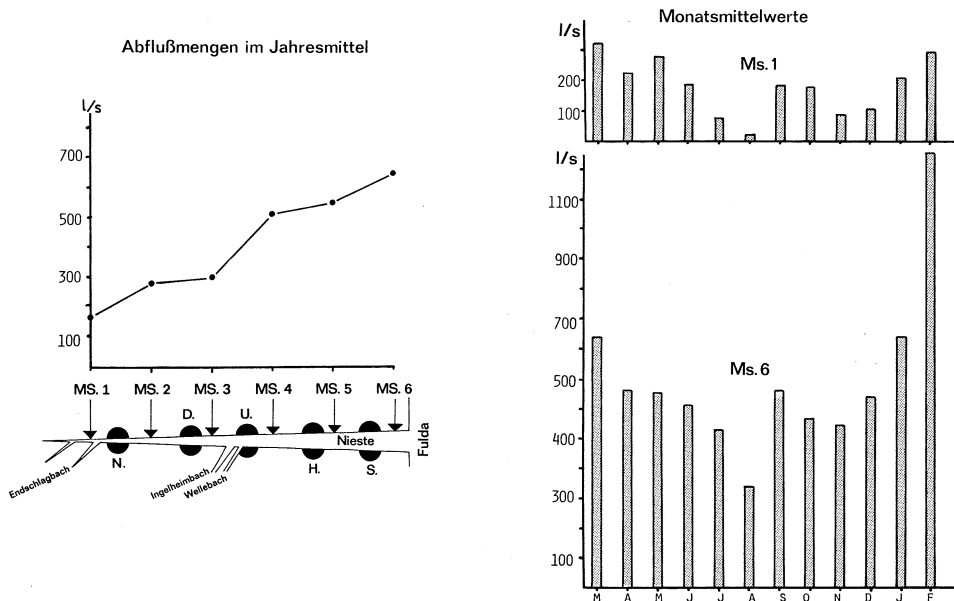 Abflußmengen im Jahresmittel
l/s
700
500
300
100
MS. 1 MS. 2 MS. 3 MS. 4 MS. 5 MS. 6
D. U.
Nieste
Fulda
N. H. S.
Endschlagbach
Ingelheimbach
Wellebach
Monatsmittelwerte
l/s
Ms. 1
200
100
l/s
1100
900
700
Ms. 6
500
400
300
100
M A M J J A S O N D J F